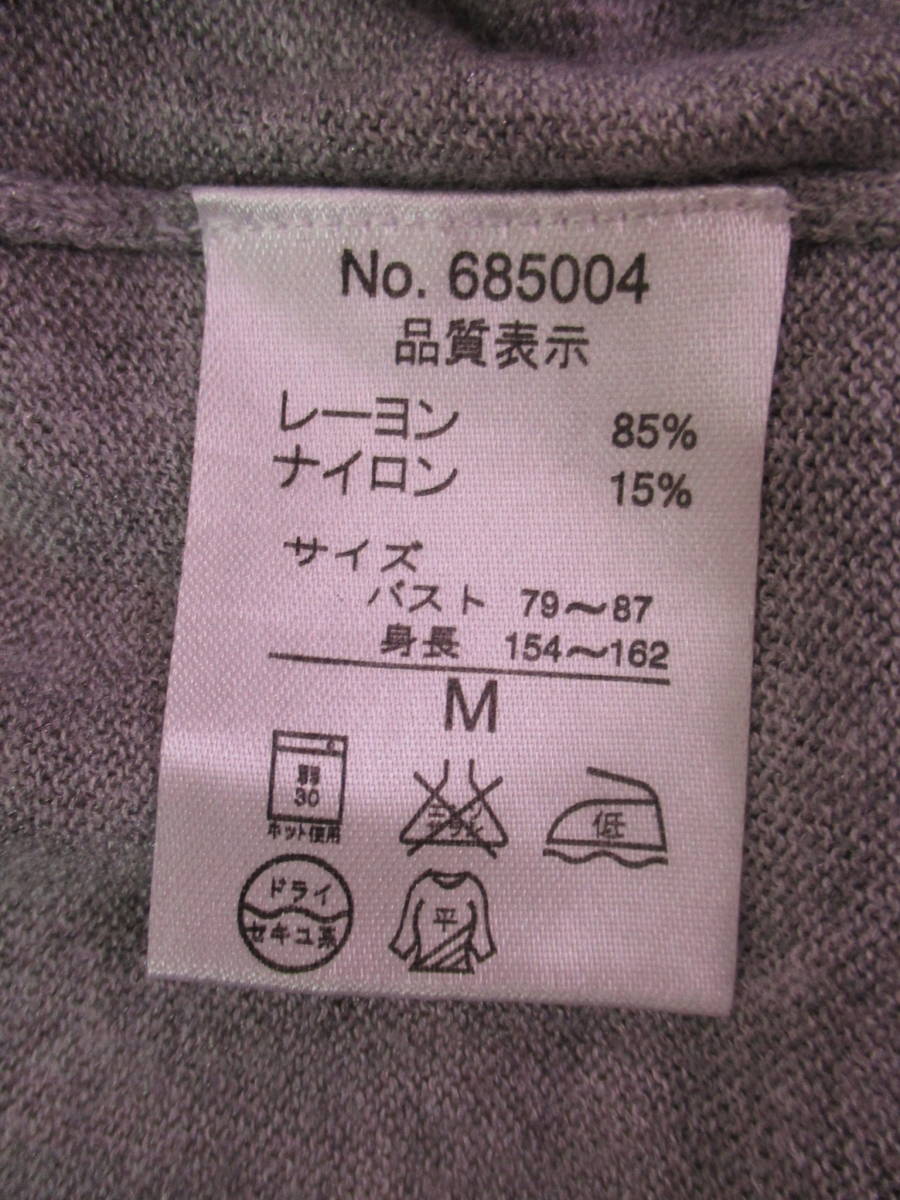 No. 685004
品質表示
レーヨン 85%
ナイロン 15%
サイズ
バスト 79〜87
身長 154〜162
M
30
ネット使用
低
ドライ
セキユ系
平